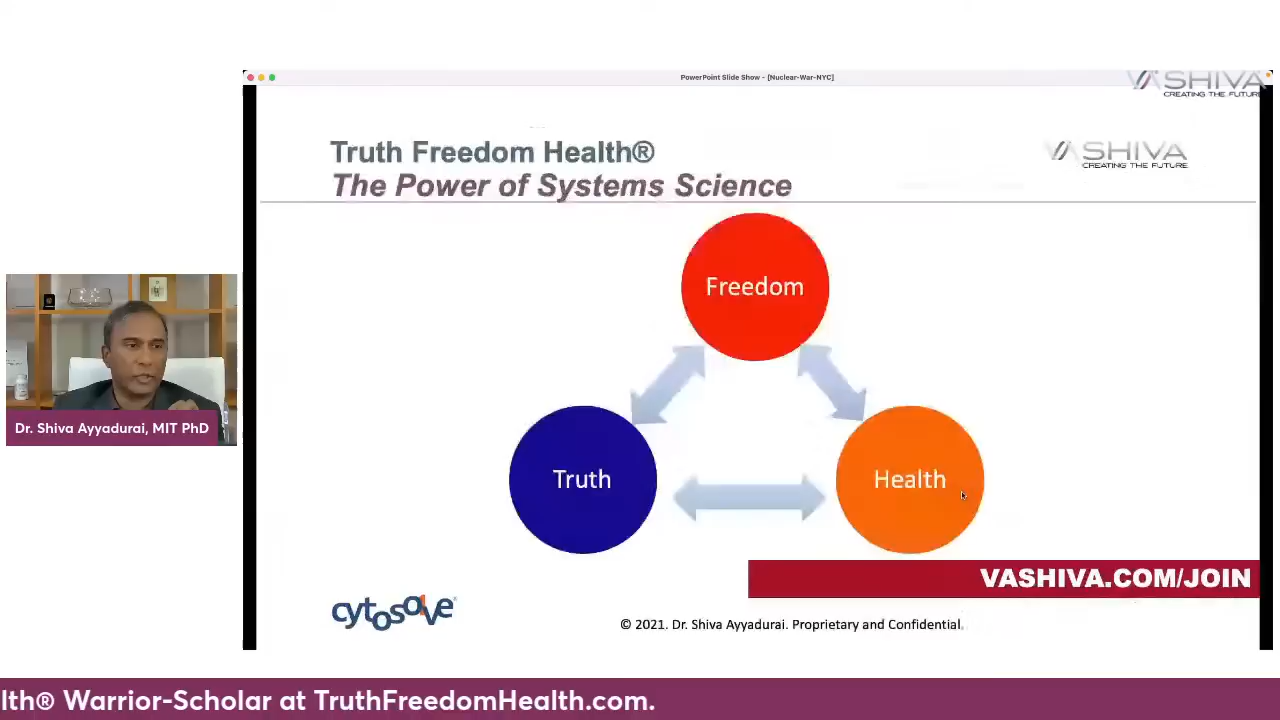 PowerPoint Slide Show - [Nuclear-War-NYC]
VASHIVA
CREATING THE FUTURE
Truth Freedom Health®
The Power of Systems Science
VASHIVA
CREATING THE FUTURE
Freedom
Truth
Health
Dr. Shiva Ayyadurai, MIT PhD
VASHIVA.COM/JOIN
cytosolve®
© 2021. Dr. Shiva Ayyadurai. Proprietary and Confidential.
lth® Warrior-Scholar at TruthFreedomHealth.com.